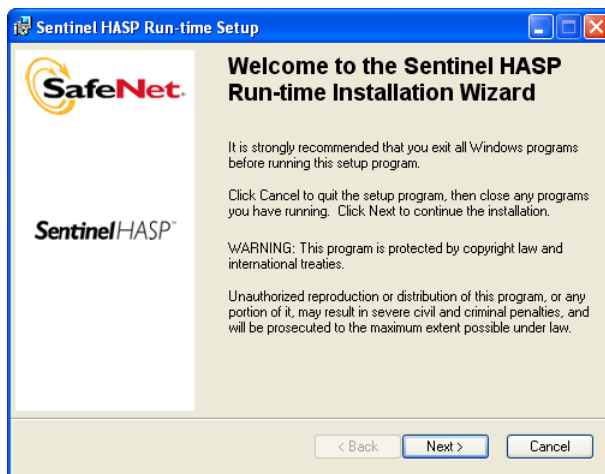 Sentinel HASP Run-time Setup
SafeNet.
Sentinel HASP™
Welcome to the Sentinel HASP
Run-time Installation Wizard
It is strongly recommended that you exit all Windows programs
before running this setup program.
Click Cancel to quit the setup program, then close any programs
you have running. Click Next to continue the installation.
WARNING: This program is protected by copyright law and
international treaties.
Unauthorized reproduction or distribution of this program, or any
portion of it, may result in severe civil and criminal penalties, and
will be prosecuted to the maximum extent possible under law.
< Back
Next >
Cancel